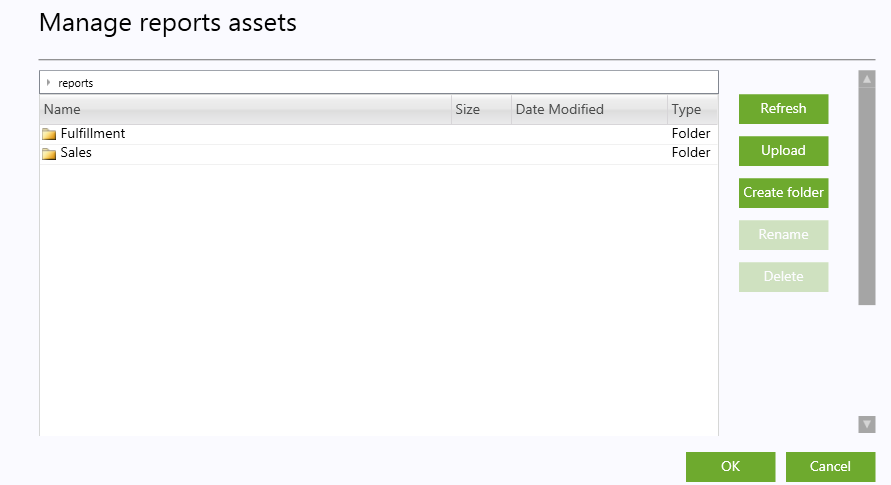 Manage reports assets
reports
Name Size Date Modified Type
Fulfillment Folder
Sales Folder
Refresh
Upload
Create folder
Rename
Delete
OK Cancel